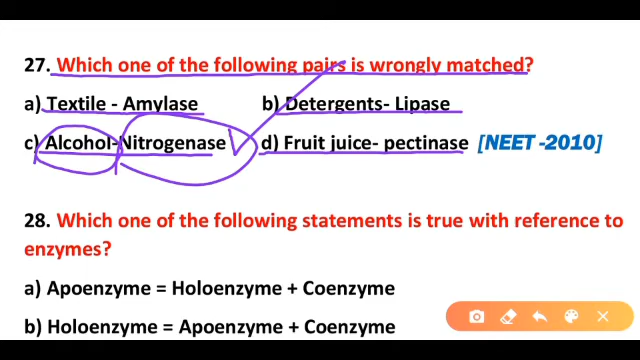 27. Which one of the following pairs is wrongly matched?
a) Textile - Amylase b) Detergents- Lipase
c) Alcohol-Nitrogenase d) Fruit juice- pectinase [NEET -2010]
28. Which one of the following statements is true with reference to
enzymes?
a) Apoenzyme = Holoenzyme + Coenzyme
b) Holoenzyme = Apoenzyme + Coenzyme